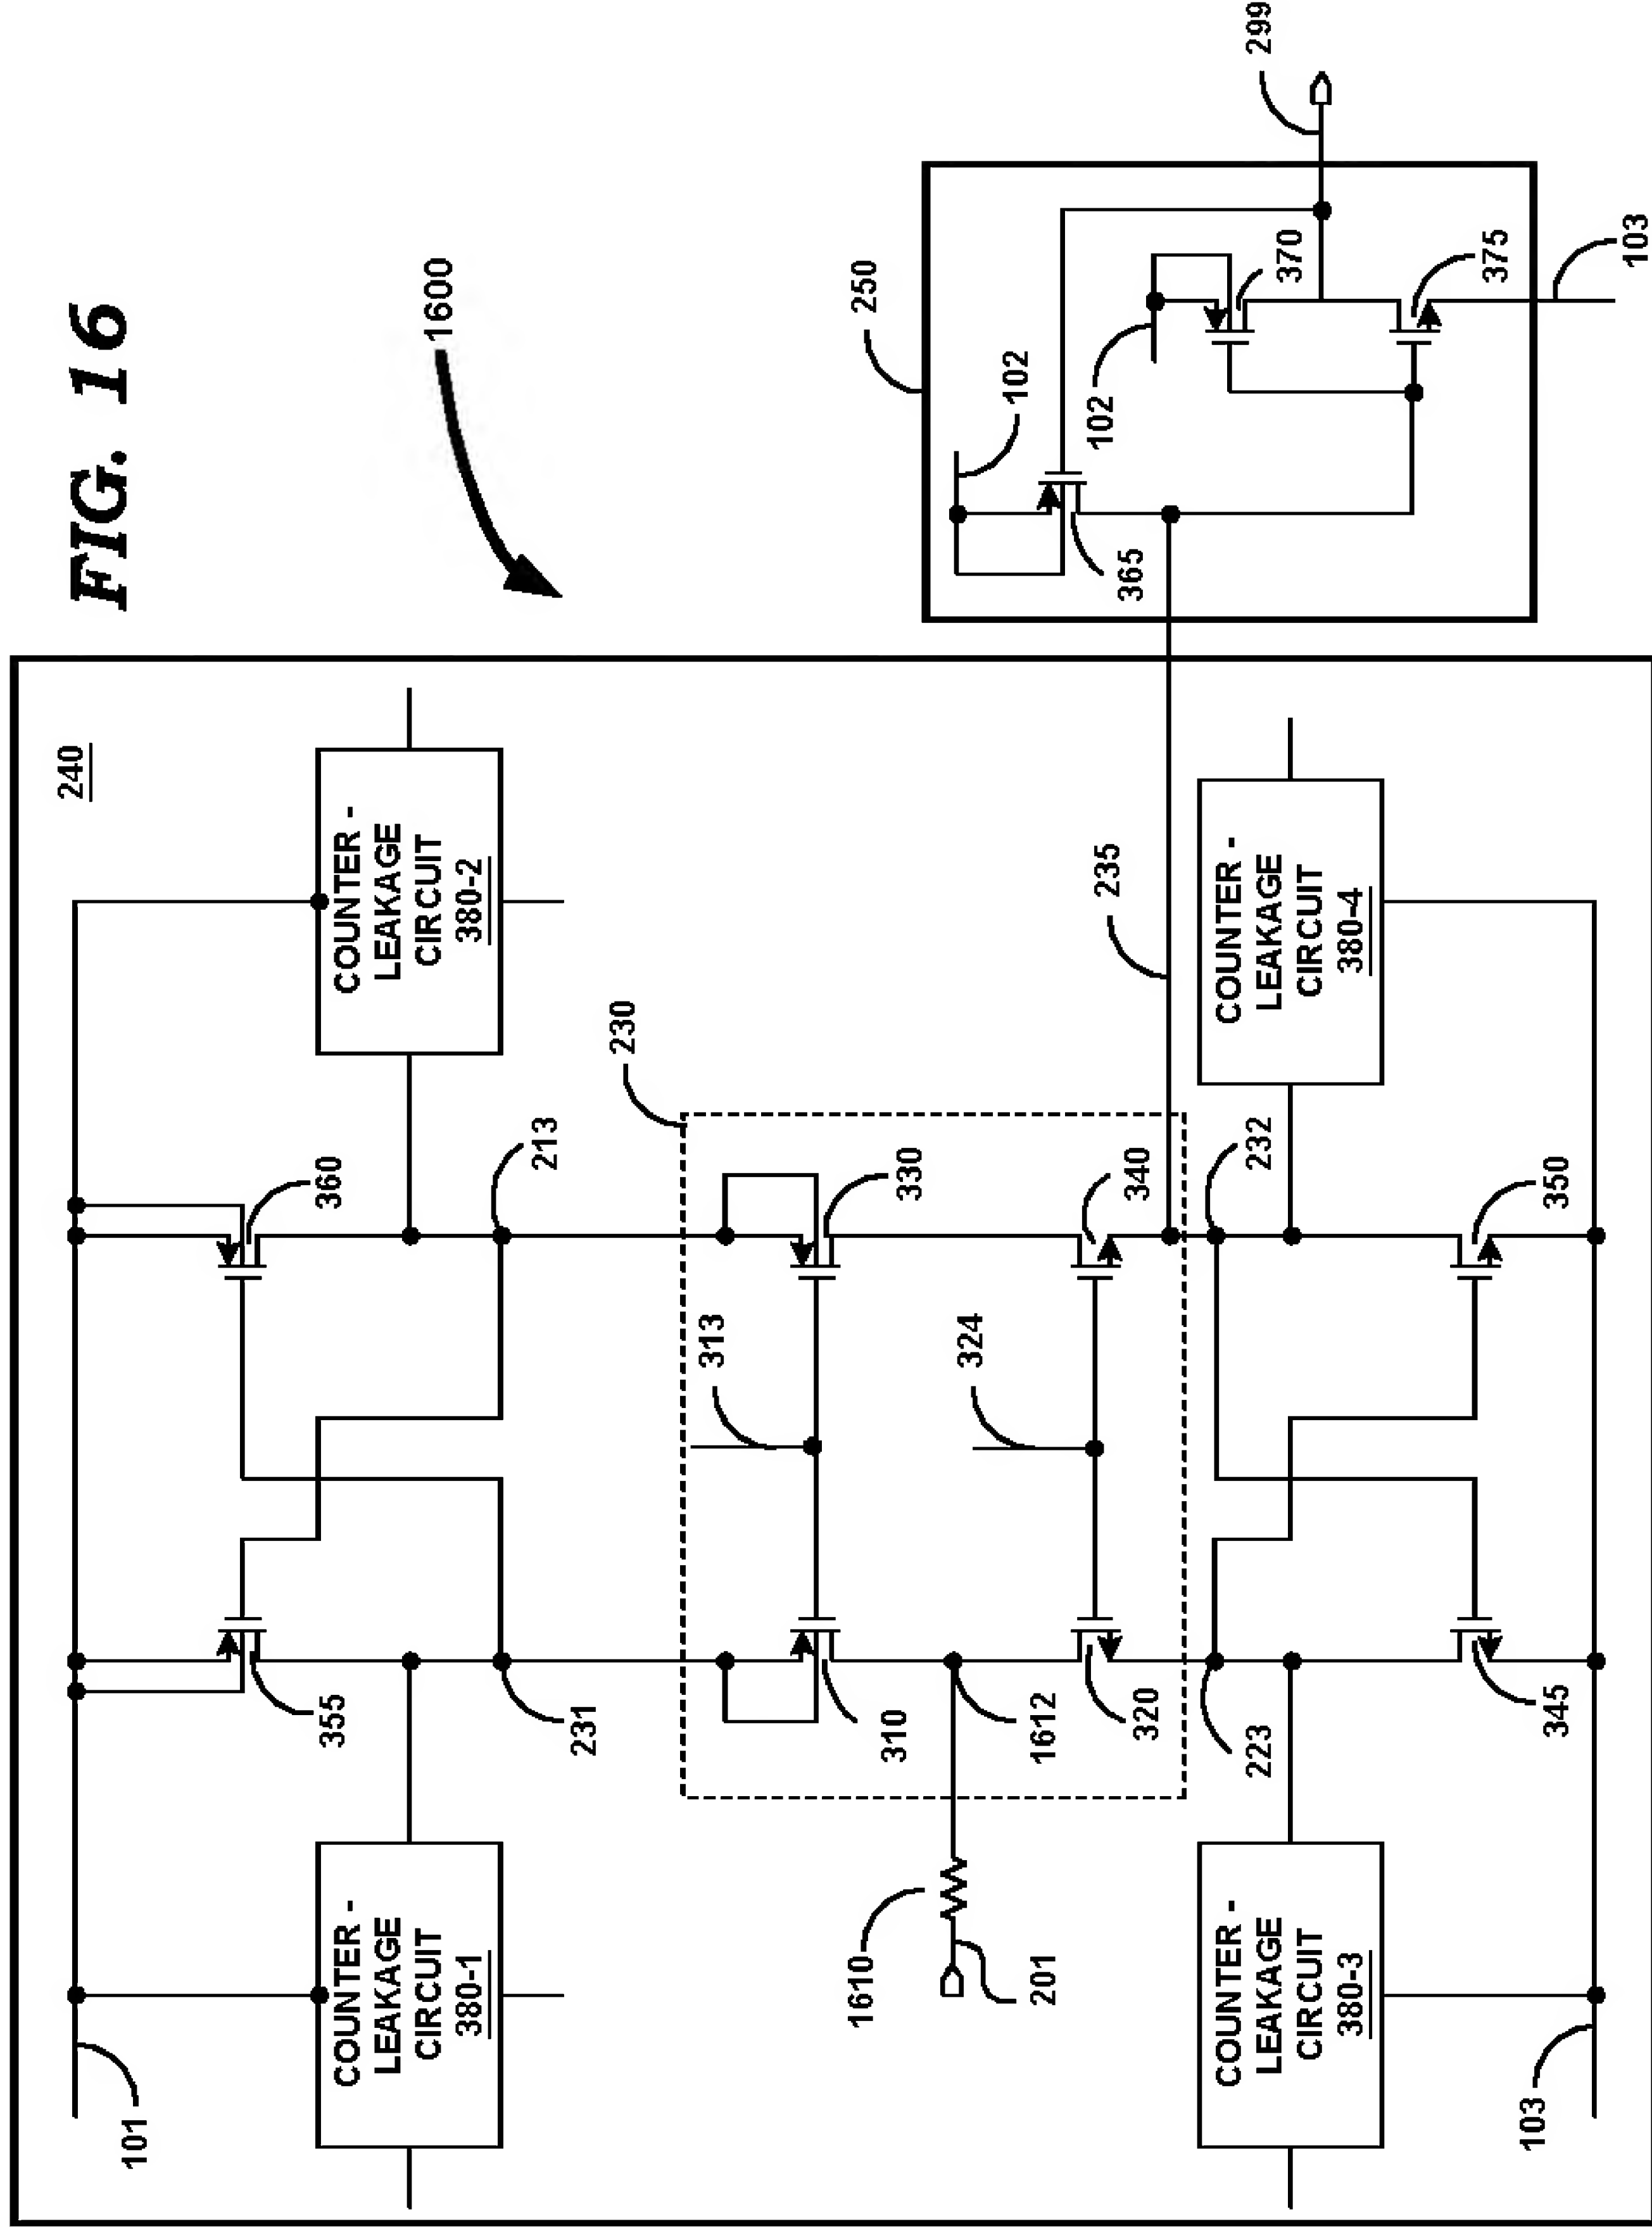 FIG. 16
1600
240
101
COUNTER -
LEAKAGE
CIRCUIT
380-1
355
360
COUNTER -
LEAKAGE
CIRCUIT
380-2
231
213
230
313
310
330
1610
201
1612
324
320
340
235
223
232
COUNTER -
LEAKAGE
CIRCUIT
380-3
COUNTER -
LEAKAGE
CIRCUIT
380-4
345
350
103
250
102
365
102
370
375
299
103